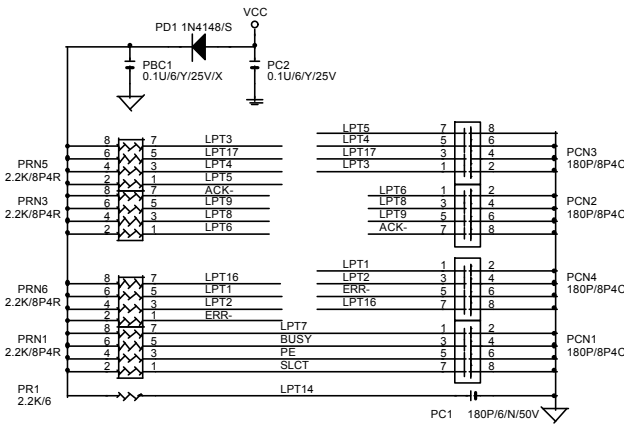 VCC
PD1 1N4148/S
PBC1
0.1U/6/Y/25V/X
PC2
0.1U/6/Y/25V
PRN5
2.2K/8P4R
8 7 LPT3
6 5 LPT17
4 3 LPT4
2 1 LPT5
PRN3
2.2K/8P4R
8 7 ACK-
6 5 LPT9
4 3 LPT8
2 1 LPT6
LPT5 7 8
LPT4 5 6
LPT17 3 4
LPT3 1 2
PCN3
180P/8P4C
LPT6 1 2
LPT8 3 4
LPT9 5 6
ACK- 7 8
PCN2
180P/8P4C
PRN6
2.2K/8P4R
8 7 LPT16
6 5 LPT1
4 3 LPT2
2 1 ERR-
LPT1 1 2
LPT2 3 4
ERR- 5 6
LPT16 7 8
PCN4
180P/8P4C
PRN1
2.2K/8P4R
8 7 LPT7 1 2
6 5 BUSY 3 4
4 3 PE 5 6
2 1 SLCT 7 8
PCN1
180P/8P4C
PR1
2.2K/6
LPT14
PC1 180P/6/N/50V